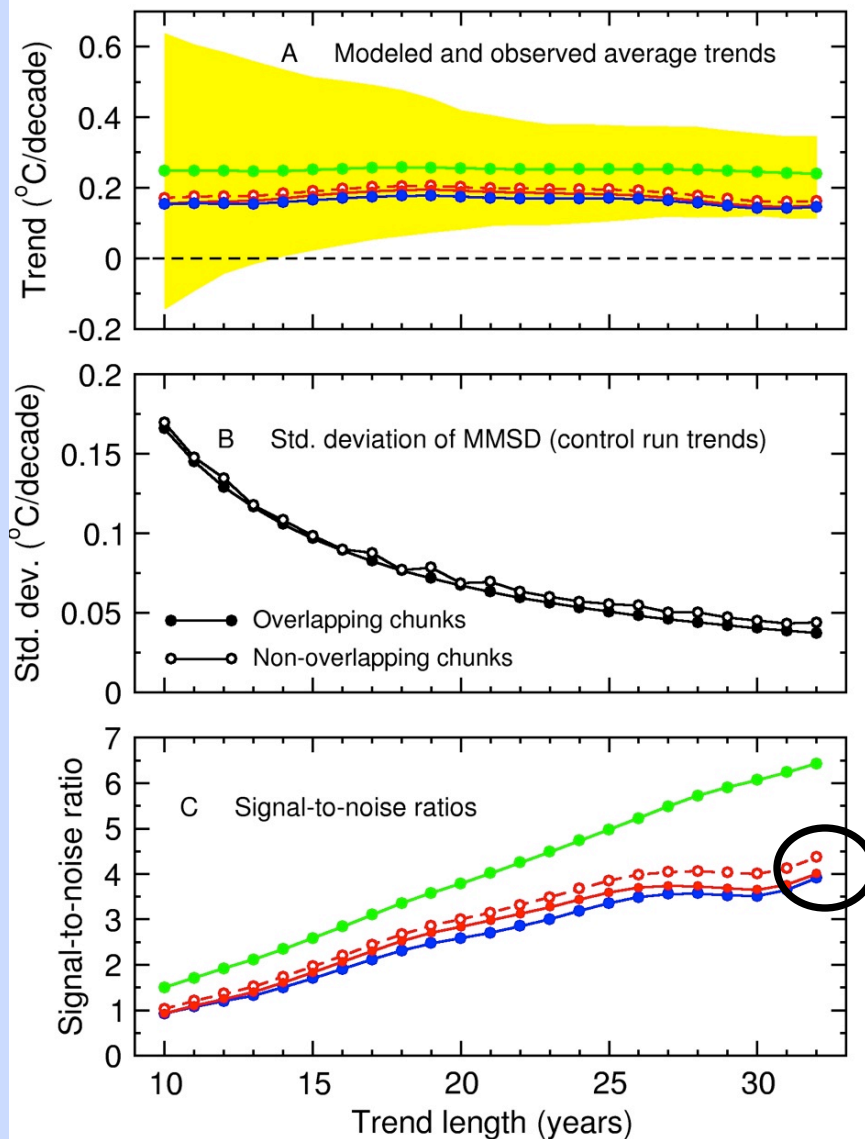 A Modeled and observed average trends
Trend (°C/decade)
0.6
0.4
0.2
0
-0.2
B Std. deviation of MMSD (control run trends)
Std. dev. (°C/decade)
0.2
0.15
0.1
0.05
0
Overlapping chunks
Non-overlapping chunks
C Signal-to-noise ratios
Signal-to-noise ratio
7
6
5
4
3
2
1
0
10 15 20 25 30
Trend length (years)